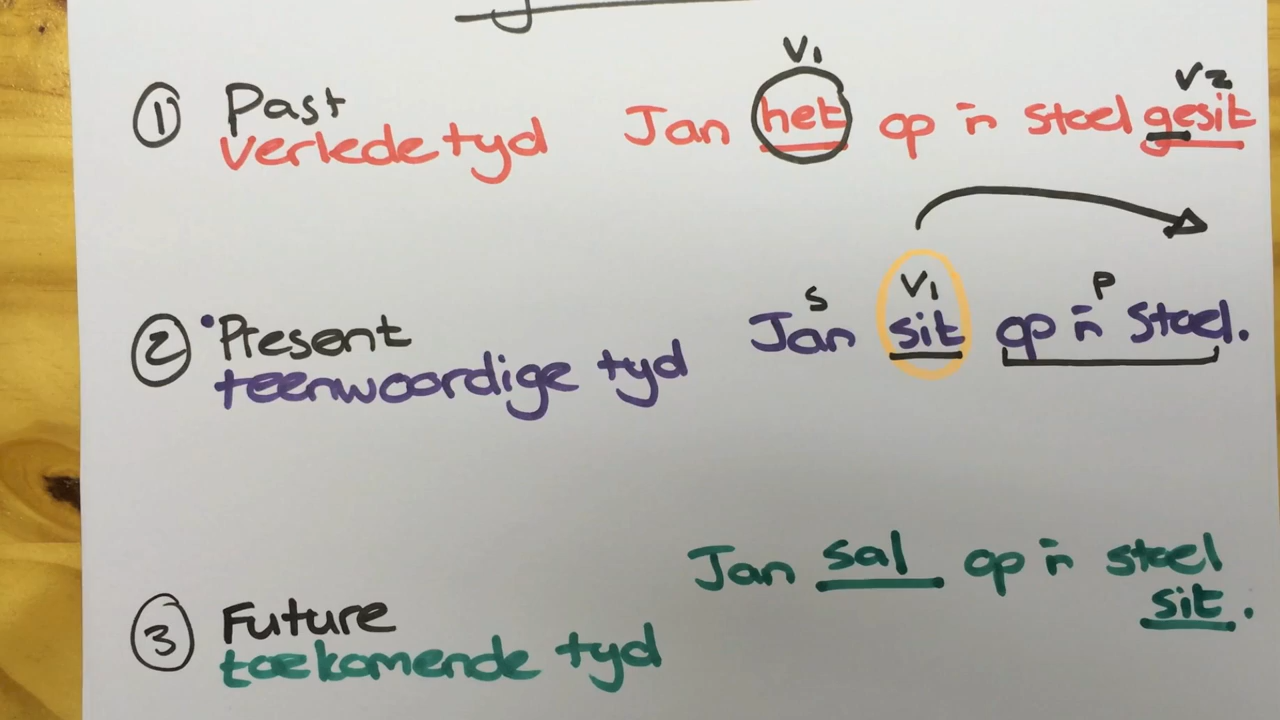 V1
V2
① Past Jan het op 'n stoel gesit
verlede tyd
S V1 P
② Present Jan sit op 'n stoel.
teenwoordige tyd
Jan sal op 'n stoel
sit.
③ Future
toekomende tyd